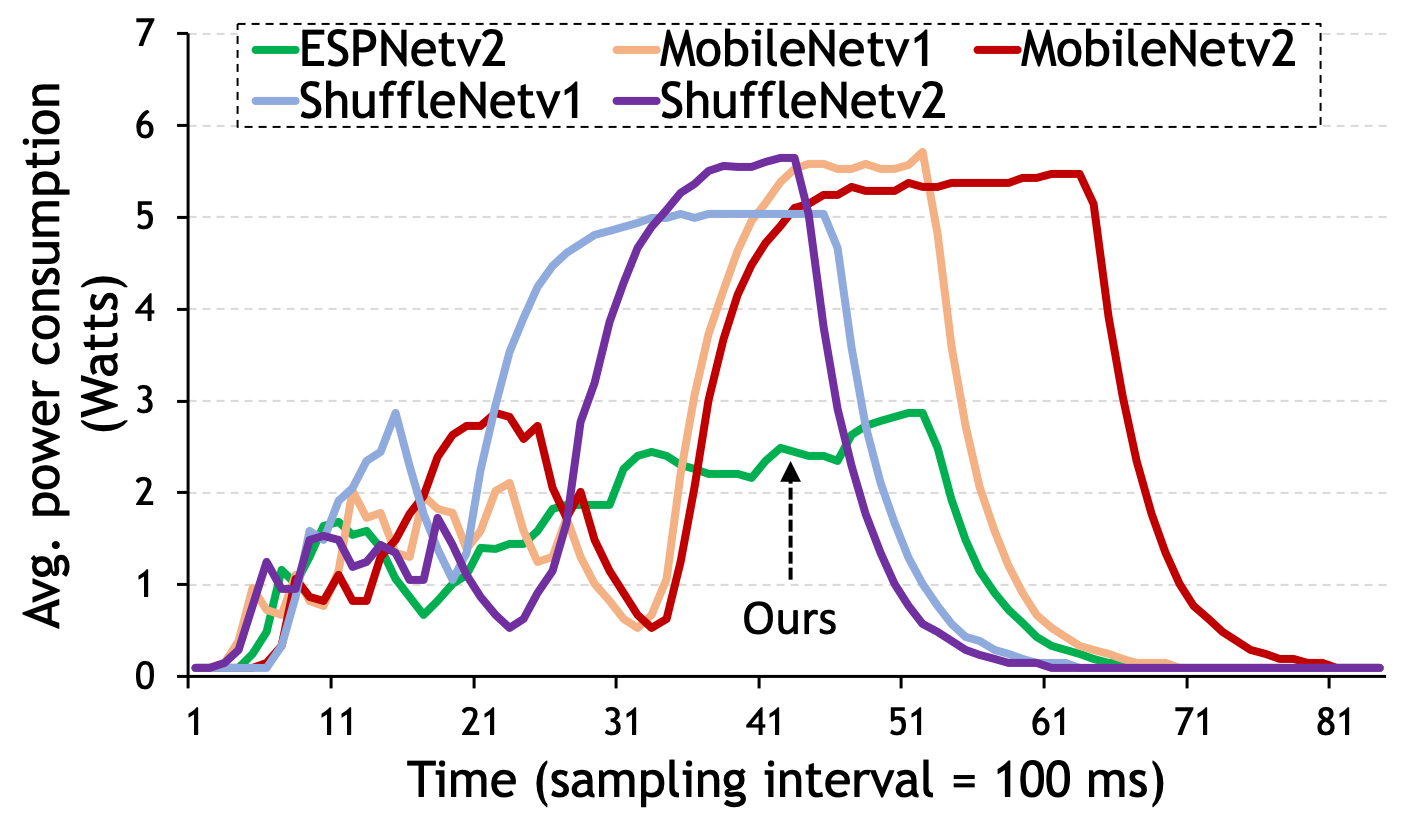 ESPNetv2 MobileNetv1 MobileNetv2
ShuffleNetv1 ShuffleNetv2
Avg. power consumption
(Watts)
7
6
5
4
3
2
1
0
Ours
1 11 21 31 41 51 61 71 81
Time (sampling interval = 100 ms)